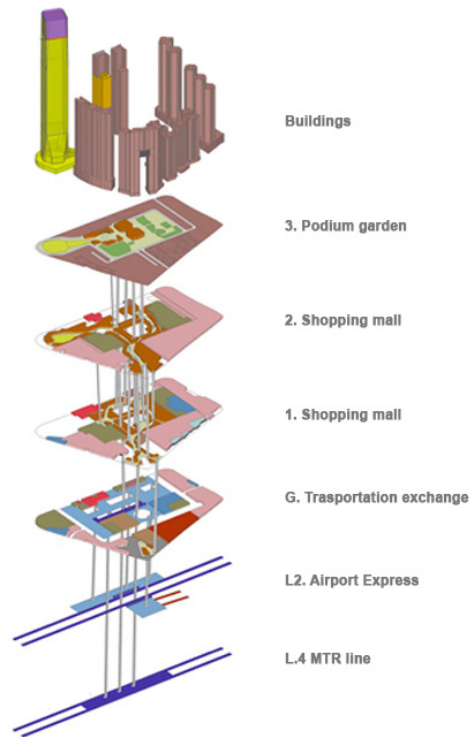 Buildings
3. Podium garden
2. Shopping mall
1. Shopping mall
G. Trasportation exchange
L2. Airport Express
L.4 MTR line